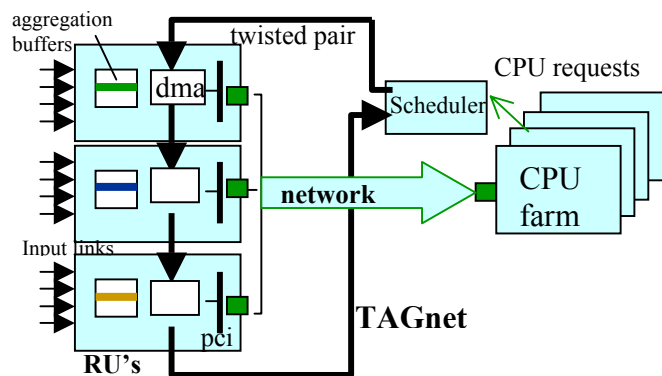 aggregation
buffers
twisted pair
CPU requests
dma
Scheduler
network
CPU
farm
Input links
TAGnet
pci
RU's